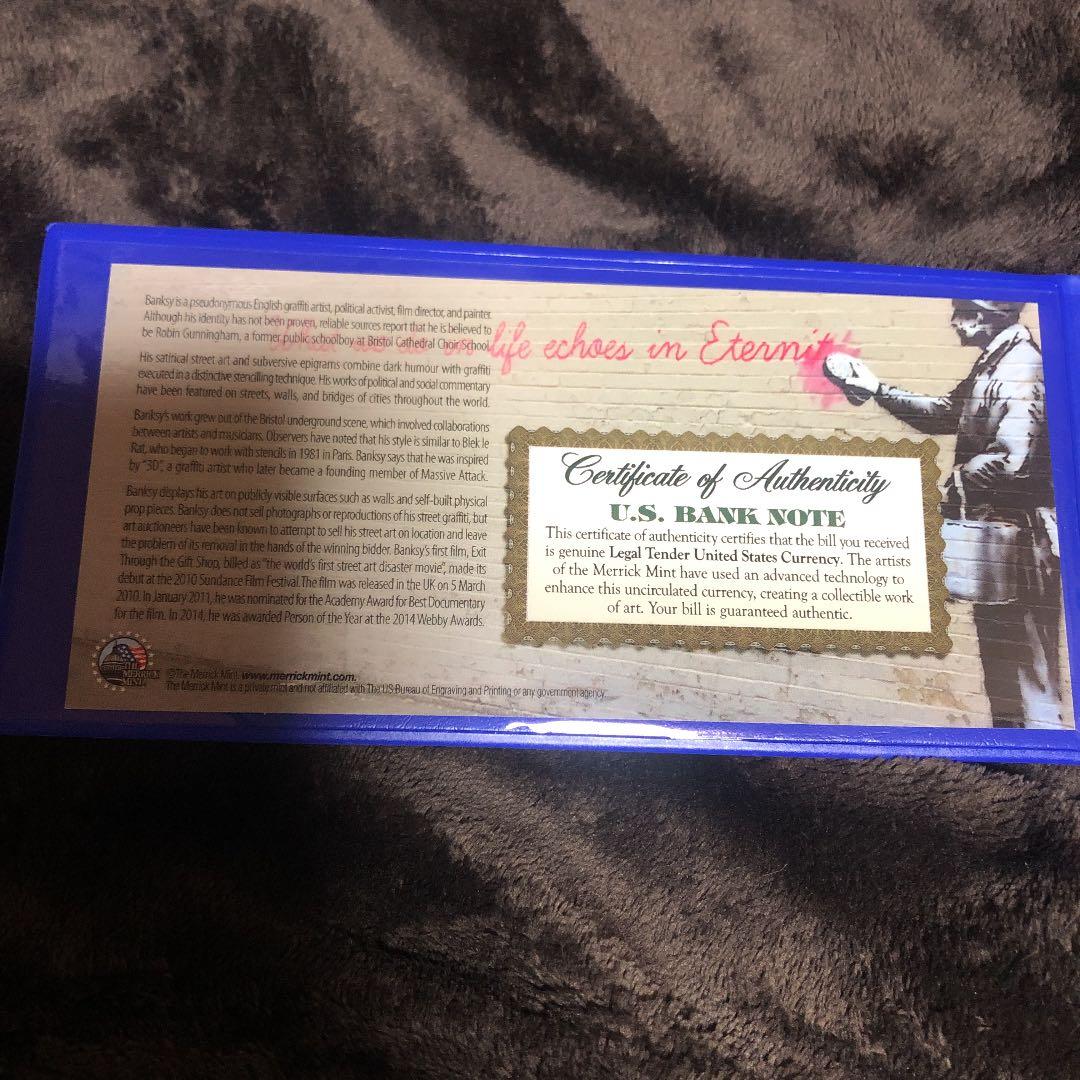 Banksy is a pseudonymous English graffiti artist, political activist, film director, and painter.
Although his identity has not been proven, reliable sources report that he is believed to
be Robin Gunningham, a former public schoolboy at Bristol Cathedral Choir School.
His satirical street art and subversive epigrams combine dark humour with graffiti
executed in a distinctive stencilling technique. His works of political and social commentary
have been featured on streets, walls, and bridges of cities throughout the world.
Banksy's work grew out of the Bristol underground scene, which involved collaborations
between artists and musicians. Observers have noted that his style is similar to Blek le
Rat, who began to work with stencils in 1981 in Paris. Banksy says that he was inspired
by "3D", a graffiti artist who later became a founding member of Massive Attack.
Banksy displays his art on publicly visible surfaces such as walls and self-built physical
prop pieces. Banksy does not sell photographs or reproductions of his street graffiti, but
art auctioneers have been known to attempt to sell his street art on location and leave
the problem of its removal in the hands of the winning bidder. Banksy's first film, Exit
Through the Gift Shop, billed as "the world's first street art disaster movie", made its
debut at the 2010 Sundance Film Festival. The film was released in the UK on 5 March
2010. In January 2011, he was nominated for the Academy Award for Best Documentary
for the film. In 2014, he was awarded Person of the Year at the 2014 Webby Awards.
MERRICK
MINT
©The Merrick Mint. www.merrickmint.com.
The Merrick Mint is a private mint and not affiliated with The US Bureau of Engraving and Printing or any government agency.
life echoes in Eternity
Certificate of Authenticity
U.S. BANK NOTE
This certificate of authenticity certifies that the bill you received
is genuine Legal Tender United States Currency. The artists
of the Merrick Mint have used an advanced technology to
enhance this uncirculated currency, creating a collectible work
of art. Your bill is guaranteed authentic.